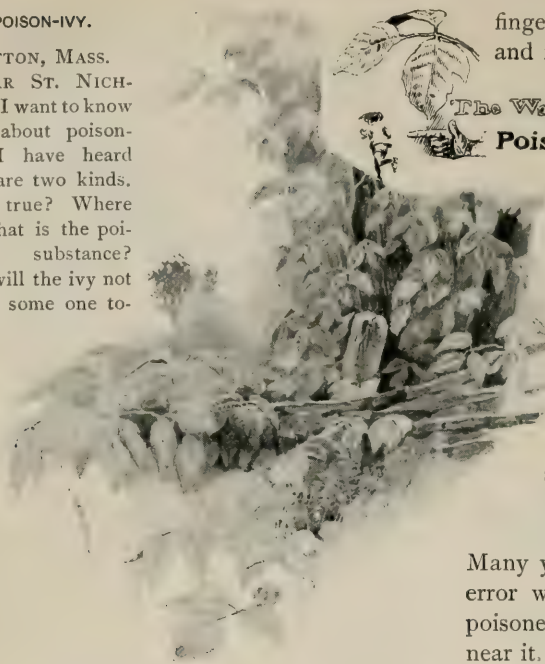 POISON-IVY.
TTON, MASS.
R ST. NICH-
I want to know
about poison-
I have heard
are two kinds.
true? Where
hat is the poi-
substance?
will the ivy not
some one to-
finge
and
The Wa
Pois
Many y
error w
poisone
near it.